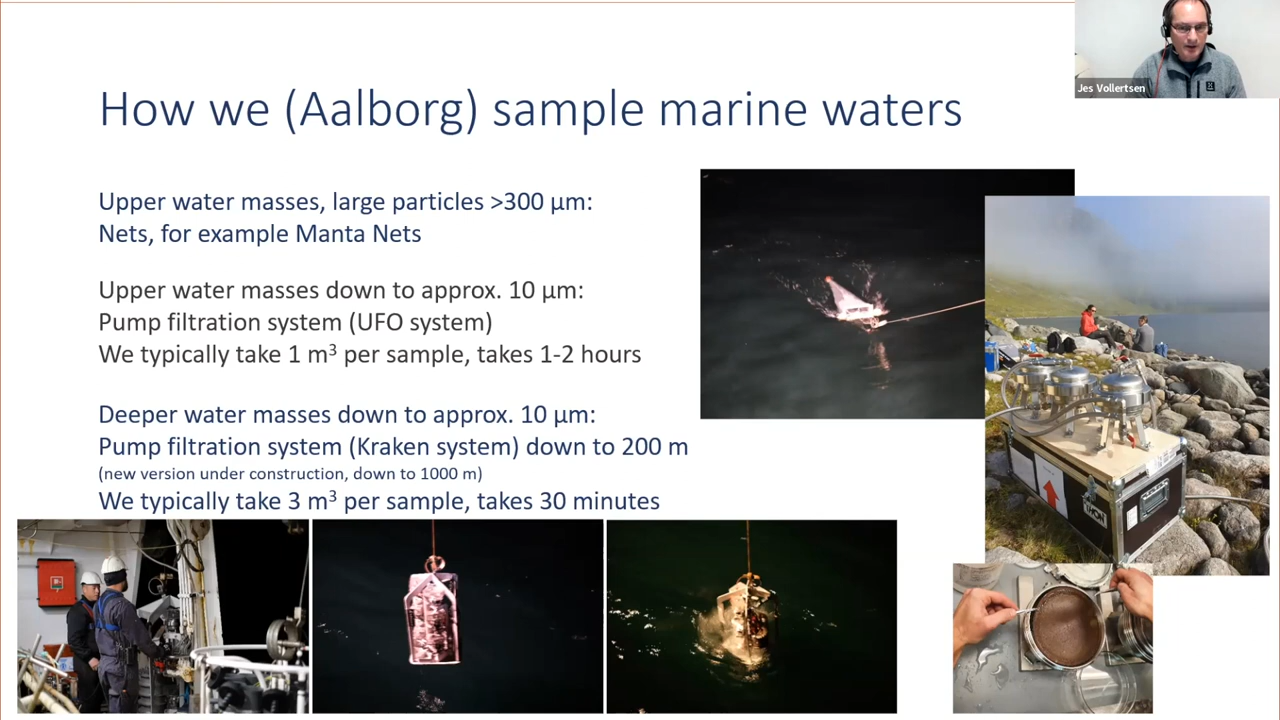 Jes Vollertsen
How we (Aalborg) sample marine waters
Upper water masses, large particles >300 µm:
Nets, for example Manta Nets
Upper water masses down to approx. 10 µm:
Pump filtration system (UFO system)
We typically take 1 m³ per sample, takes 1-2 hours
Deeper water masses down to approx. 10 µm:
Pump filtration system (Kraken system) down to 200 m
(new version under construction, down to 1000 m)
We typically take 3 m³ per sample, takes 30 minutes